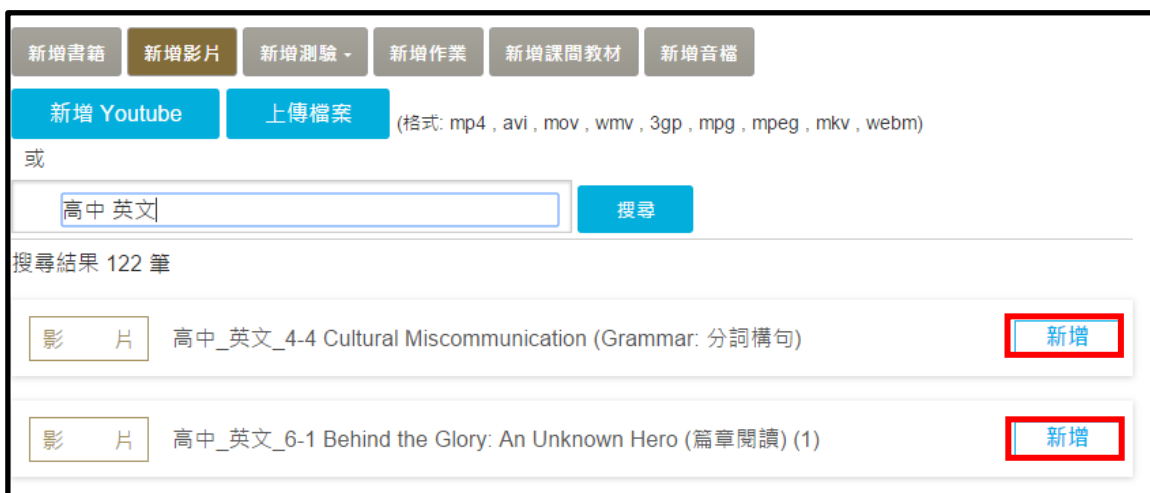 新增書籍 新增影片 新增測驗 新增作業 新增課間教材 新增音檔
新增 Youtube 上傳檔案 (格式: mp4 , avi , mov , wmv , 3gp , mpg , mpeg , mkv , webm)
或
高中 英文 搜尋
搜尋結果 122 筆
影 片 高中_英文_4-4 Cultural Miscommunication (Grammar: 分詞構句) 新增
影 片 高中_英文_6-1 Behind the Glory: An Unknown Hero (篇章閱讀) (1) 新增